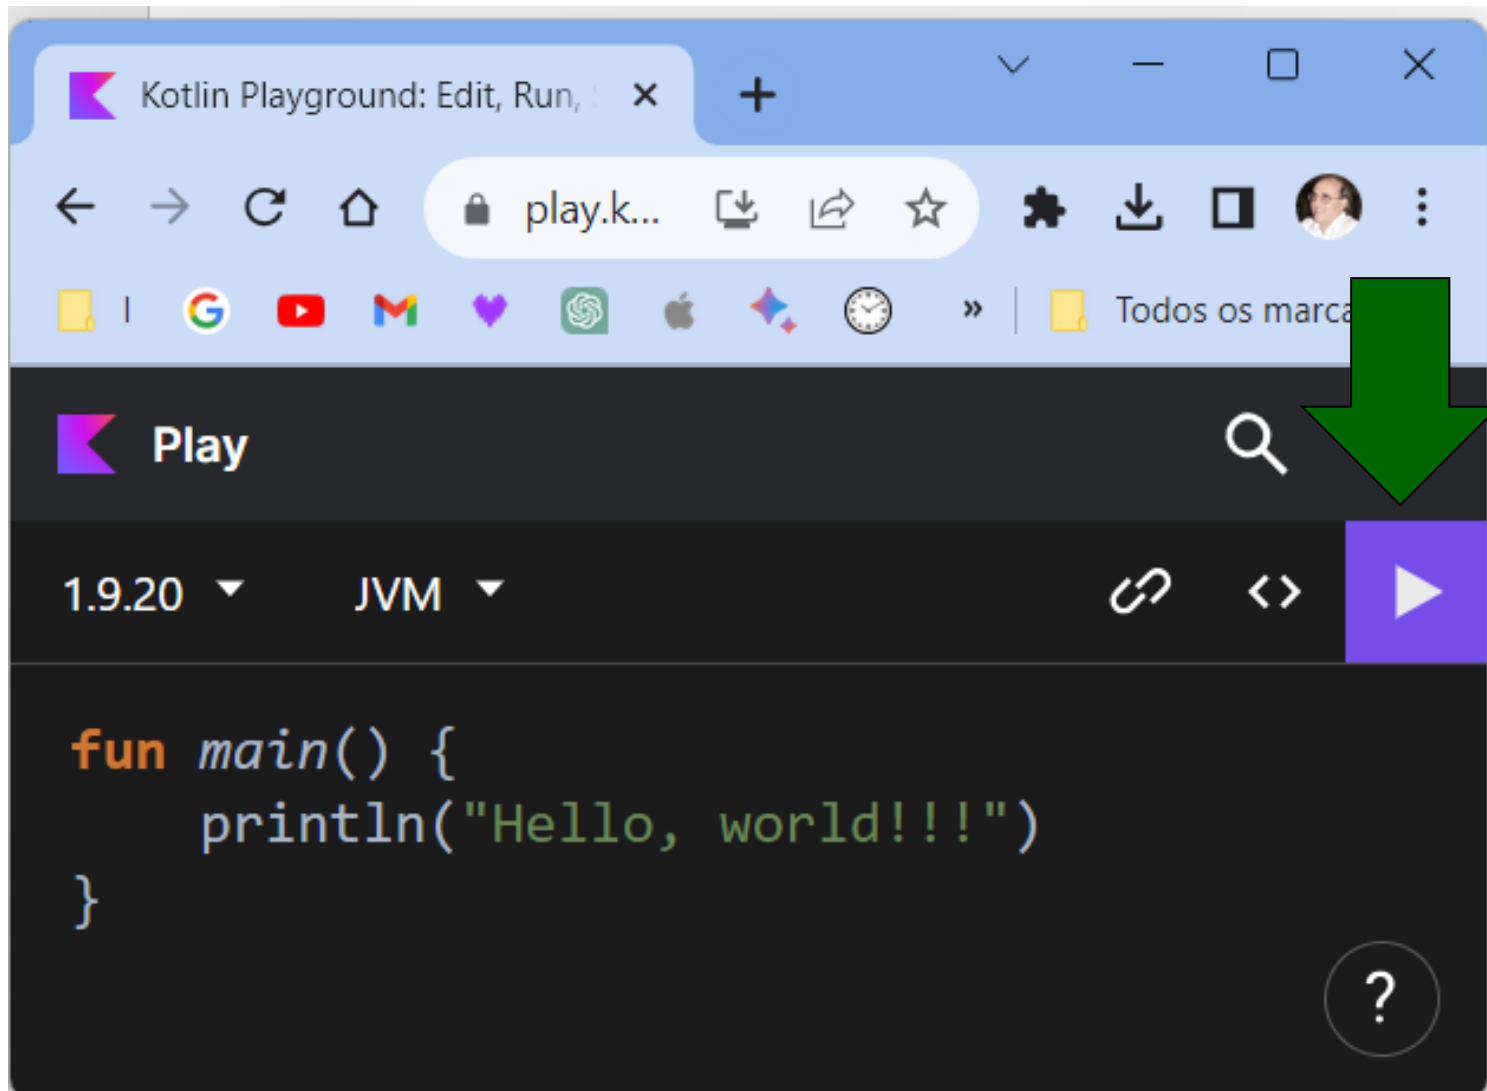 Kotlin Playground: Edit, Run,
play.k...
Todos os marca
Play
1.9.20 JVM
fun main() {
println("Hello, world!!!")
}
?